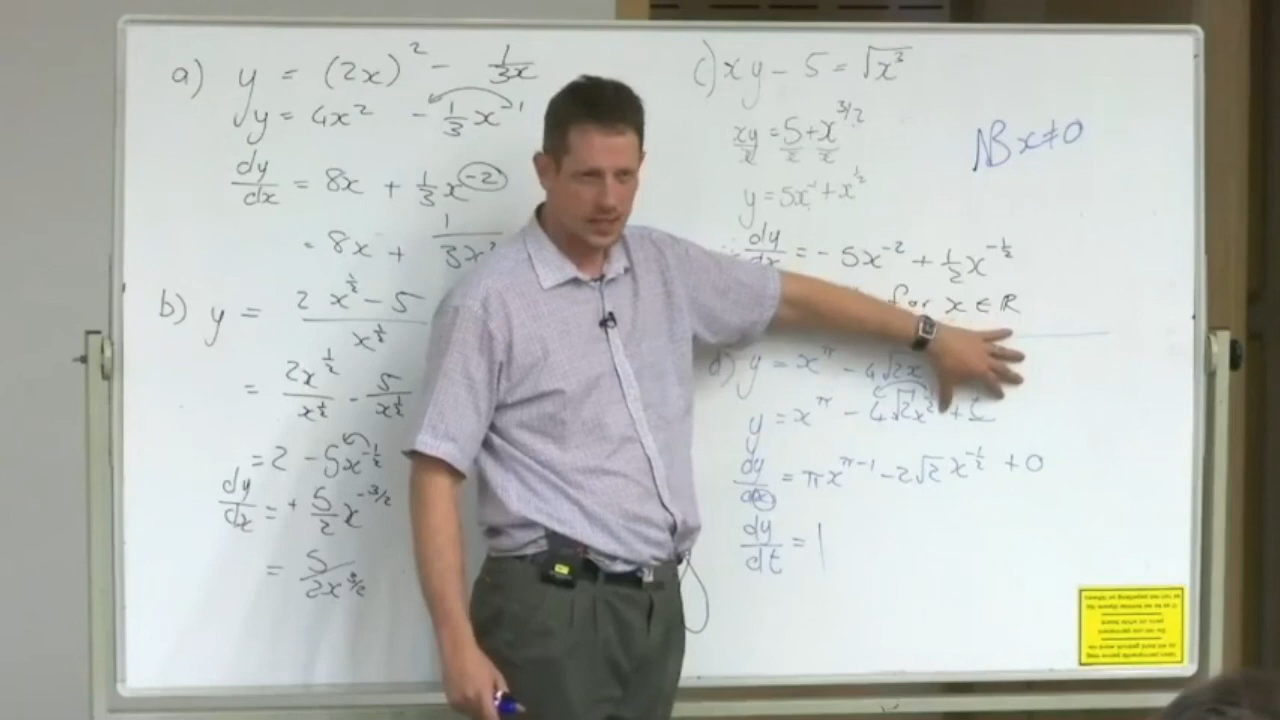 a) y = (2x)² - 1/3x
y = 4x² - 1/3 x⁻¹
dy/dx = 8x + 1/3 x⁻²
= 8x + 1/3x²
b) y = 2 x^½ - 5 / x^½
= 2x^½/x^½ - 5/x^½
= 2 - 5x^-½
dy/dx = + 5/2 x^-3/2
= 5/2x^3/2
c) xy - 5 = √x³
xy/x = 5/x + x^3/2/x
NB x≠0
y = 5x⁻¹ + x^½
∴ dy/dx = - 5x⁻² + ½x^-½
for x ∈ ℝ
d) y = x^π - 4√2x
y = x^π - 4√2x^½ + t
dy/dx = πx^π-1 - 2√2 x^-½ + 0
dy/dt = 1